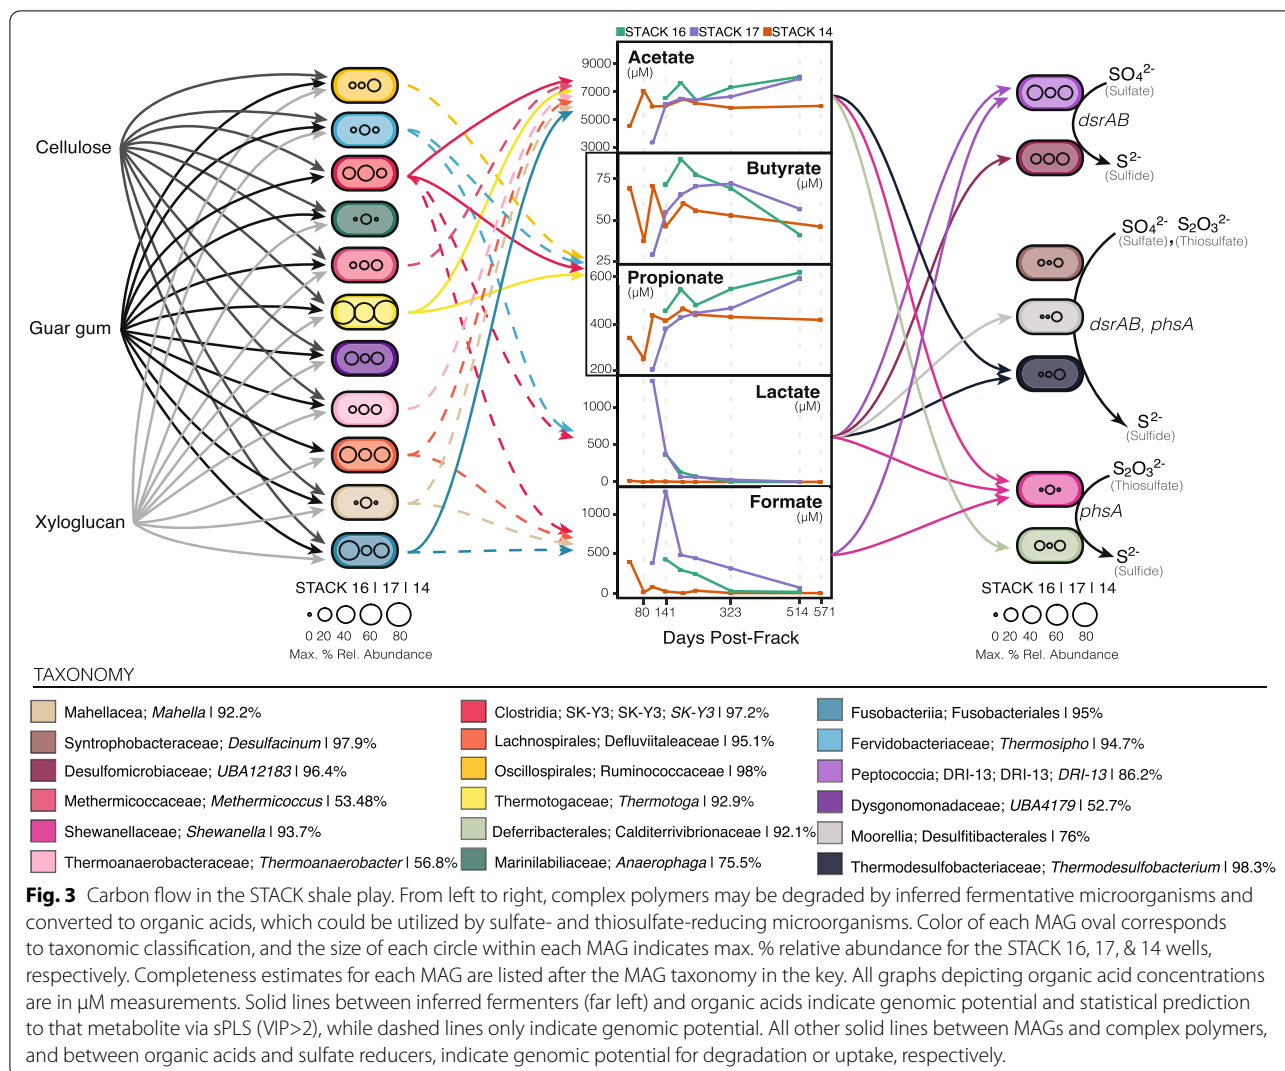 STACK 16 STACK 17 STACK 14
Cellulose
Guar gum
Xyloglucan
STACK 16 | 17 | 14
0 20 40 60 80
Max. % Rel. Abundance
Acetate
(µM)
9000
7000
5000
3000
Butyrate
(µM)
75
50
25
Propionate
(µM)
600
400
200
Lactate
(µM)
1000
500
0
Formate
(µM)
1000
500
0
80 141 323 514 571
Days Post-Frack
SO₄²⁻
(Sulfate)
dsrAB
S²⁻
(Sulfide)
SO₄²⁻, S₂O₃²⁻
(Sulfate) (Thiosulfate)
dsrAB, phsA
S²⁻
(Sulfide)
S₂O₃²⁻
(Thiosulfate)
phsA
S²⁻
(Sulfide)
STACK 16 | 17 | 14
0 20 40 60 80
Max. % Rel. Abundance
TAXONOMY
Mahellacea; Mahella | 92.2%
Syntrophobacteraceae; Desulfacinum | 97.9%
Desulfomicrobiaceae; UBA12183 | 96.4%
Methermicoccaceae; Methermicoccus | 53.48%
Shewanellaceae; Shewanella | 93.7%
Thermoanaerobacteraceae; Thermoanaerobacter | 56.8%
Clostridia; SK-Y3; SK-Y3; SK-Y3 | 97.2%
Lachnospirales; Defluviitaleaceae | 95.1%
Oscillospirales; Ruminococcaceae | 98%
Thermotogaceae; Thermotoga | 92.9%
Deferribacterales; Calditerrivibrionaceae | 92.1%
Marinilabiliaceae; Anaerophaga | 75.5%
Fusobacteriia; Fusobacteriales | 95%
Fervidobacteriaceae; Thermosipho | 94.7%
Peptococcia; DRI-13; DRI-13; DRI-13 | 86.2%
Dysgonomonadaceae; UBA4179 | 52.7%
Moorellia; Desulfitibacterales | 76%
Thermodesulfobacteriaceae; Thermodesulfobacterium | 98.3%
Fig. 3 Carbon flow in the STACK shale play. From left to right, complex polymers may be degraded by inferred fermentative microorganisms and
converted to organic acids, which could be utilized by sulfate- and thiosulfate-reducing microorganisms. Color of each MAG oval corresponds
to taxonomic classification, and the size of each circle within each MAG indicates max. % relative abundance for the STACK 16, 17, & 14 wells,
respectively. Completeness estimates for each MAG are listed after the MAG taxonomy in the key. All graphs depicting organic acid concentrations
are in µM measurements. Solid lines between inferred fermenters (far left) and organic acids indicate genomic potential and statistical prediction
to that metabolite via sPLS (VIP>2), while dashed lines only indicate genomic potential. All other solid lines between MAGs and complex polymers,
and between organic acids and sulfate reducers, indicate genomic potential for degradation or uptake, respectively.